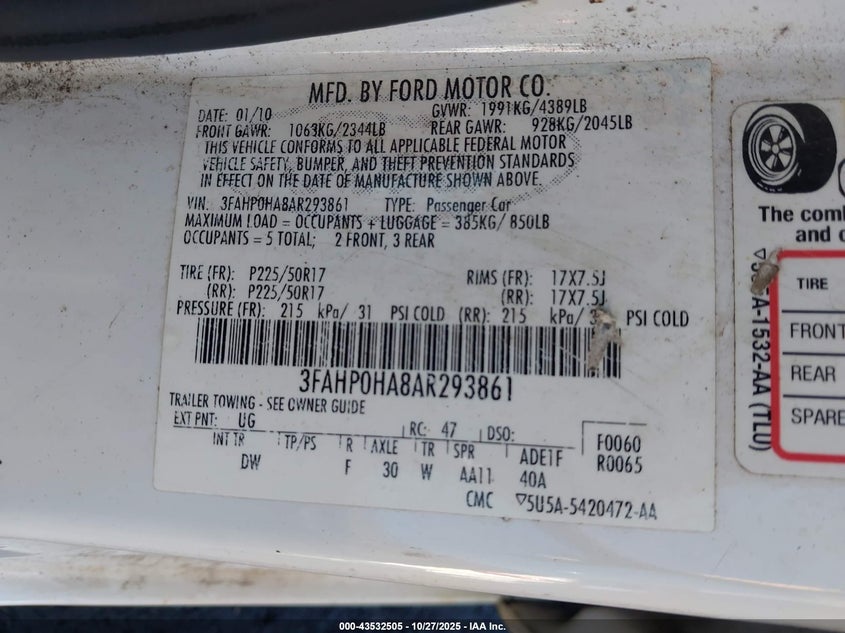 MFD. BY FORD MOTOR CO.
DATE: 01/10 GVWR: 1991KG/4389LB
FRONT GAWR: 1063KG/2344LB REAR GAWR: 928KG/2045LB
THIS VEHICLE CONFORMS TO ALL APPLICABLE FEDERAL MOTOR
VEHICLE SAFETY, BUMPER, AND THEFT PREVENTION STANDARDS
IN EFFECT ON THE DATE OF MANUFACTURE SHOWN ABOVE.
VIN: 3FAHP0HA8AR293861 TYPE: Passenger Car
MAXIMUM LOAD = OCCUPANTS + LUGGAGE = 385KG/ 850LB
OCCUPANTS = 5 TOTAL; 2 FRONT, 3 REAR
TIRE (FR): P225/50R17 RIMS (FR): 17X7.5J
(RR): P225/50R17 (RR): 17X7.5J
PRESSURE (FR): 215 kPa/ 31 PSI COLD (RR): 215 kPa/ 3 PSI COLD
3FAHP0HA8AR293861
TRAILER TOWING - SEE OWNER GUIDE
EXT PNT: UG RC: 47 DSO:
INT TR TP/PS R AXLE TR SPR ADE1F F0060
DW F 30 W AA11 40A R0065
CMC ▽5U5A-5420472-AA
The comb
and c
▽5U5A-1532-AA (TLU)
TIRE
FRONT
REAR
SPARE
000-43532505 • 10/27/2025 • IAA Inc.